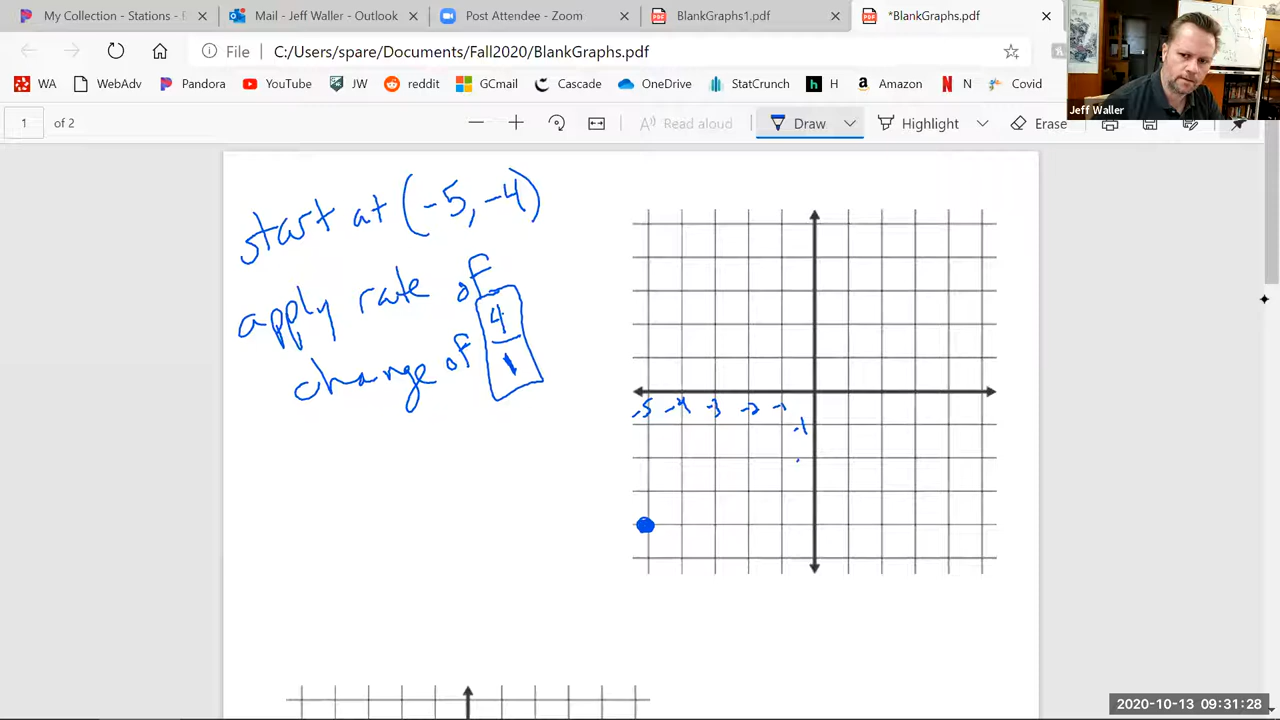 My Collection - Stations - E
Mail - Jeff Waller - Outlook
Post Attendee - Zoom
BlankGraphs1.pdf
*BlankGraphs.pdf
File
C:/Users/spare/Documents/Fall2020/BlankGraphs.pdf
WA
WebAdv
Pandora
YouTube
JW
reddit
GCmail
Cascade
OneDrive
StatCrunch
H
Amazon
N
Covid
Jeff Waller
1 of 2
Read aloud
Draw
Highlight
Erase
start at (-5, -4)
apply rate of
change of 4
1
-5 -4 -3 -2 -1
-1
2020-10-13 09:31:28